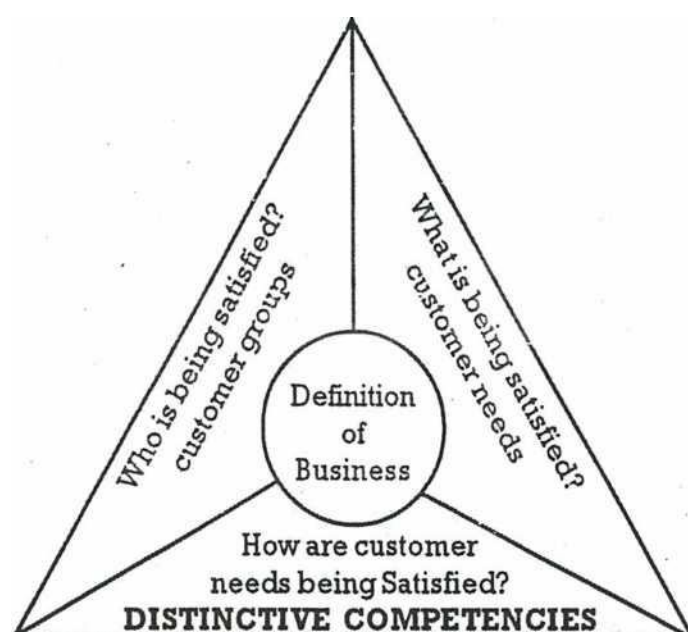 Who is being satisfied?
customer groups
What is being satisfied?
customer needs
Definition
of
Business
How are customer
needs being Satisfied?
DISTINCTIVE COMPETENCIES